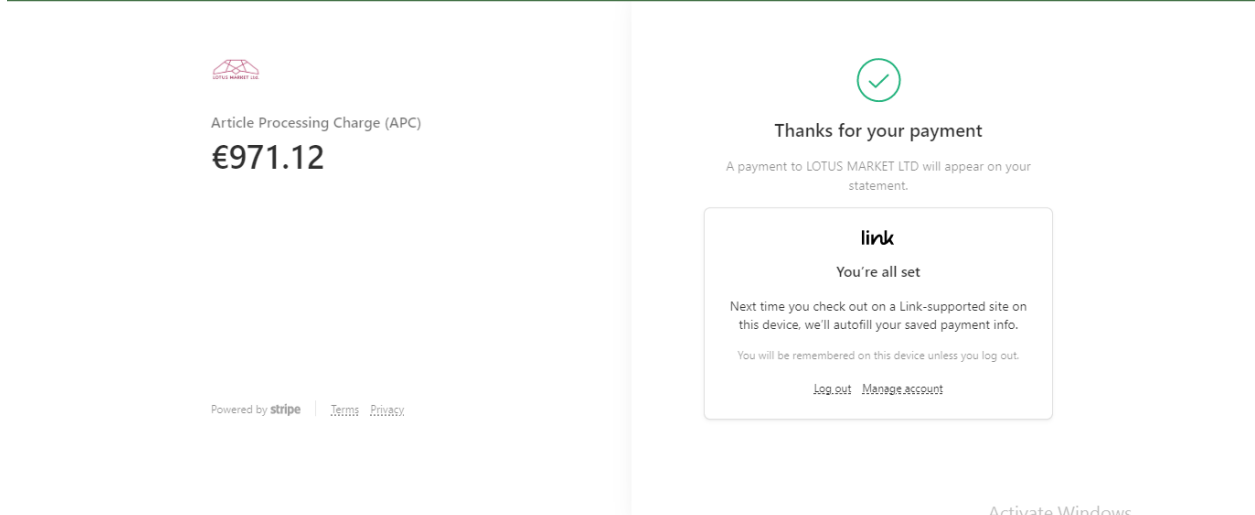 LOTUS MARKET LTD
Article Processing Charge (APC)
€971.12
Powered by stripe
Terms Privacy
Thanks for your payment
A payment to LOTUS MARKET LTD will appear on your
statement.
link
You're all set
Next time you check out on a Link-supported site on
this device, we'll autofill your saved payment info.
You will be remembered on this device unless you log out.
Log out Manage account
Activate Windows